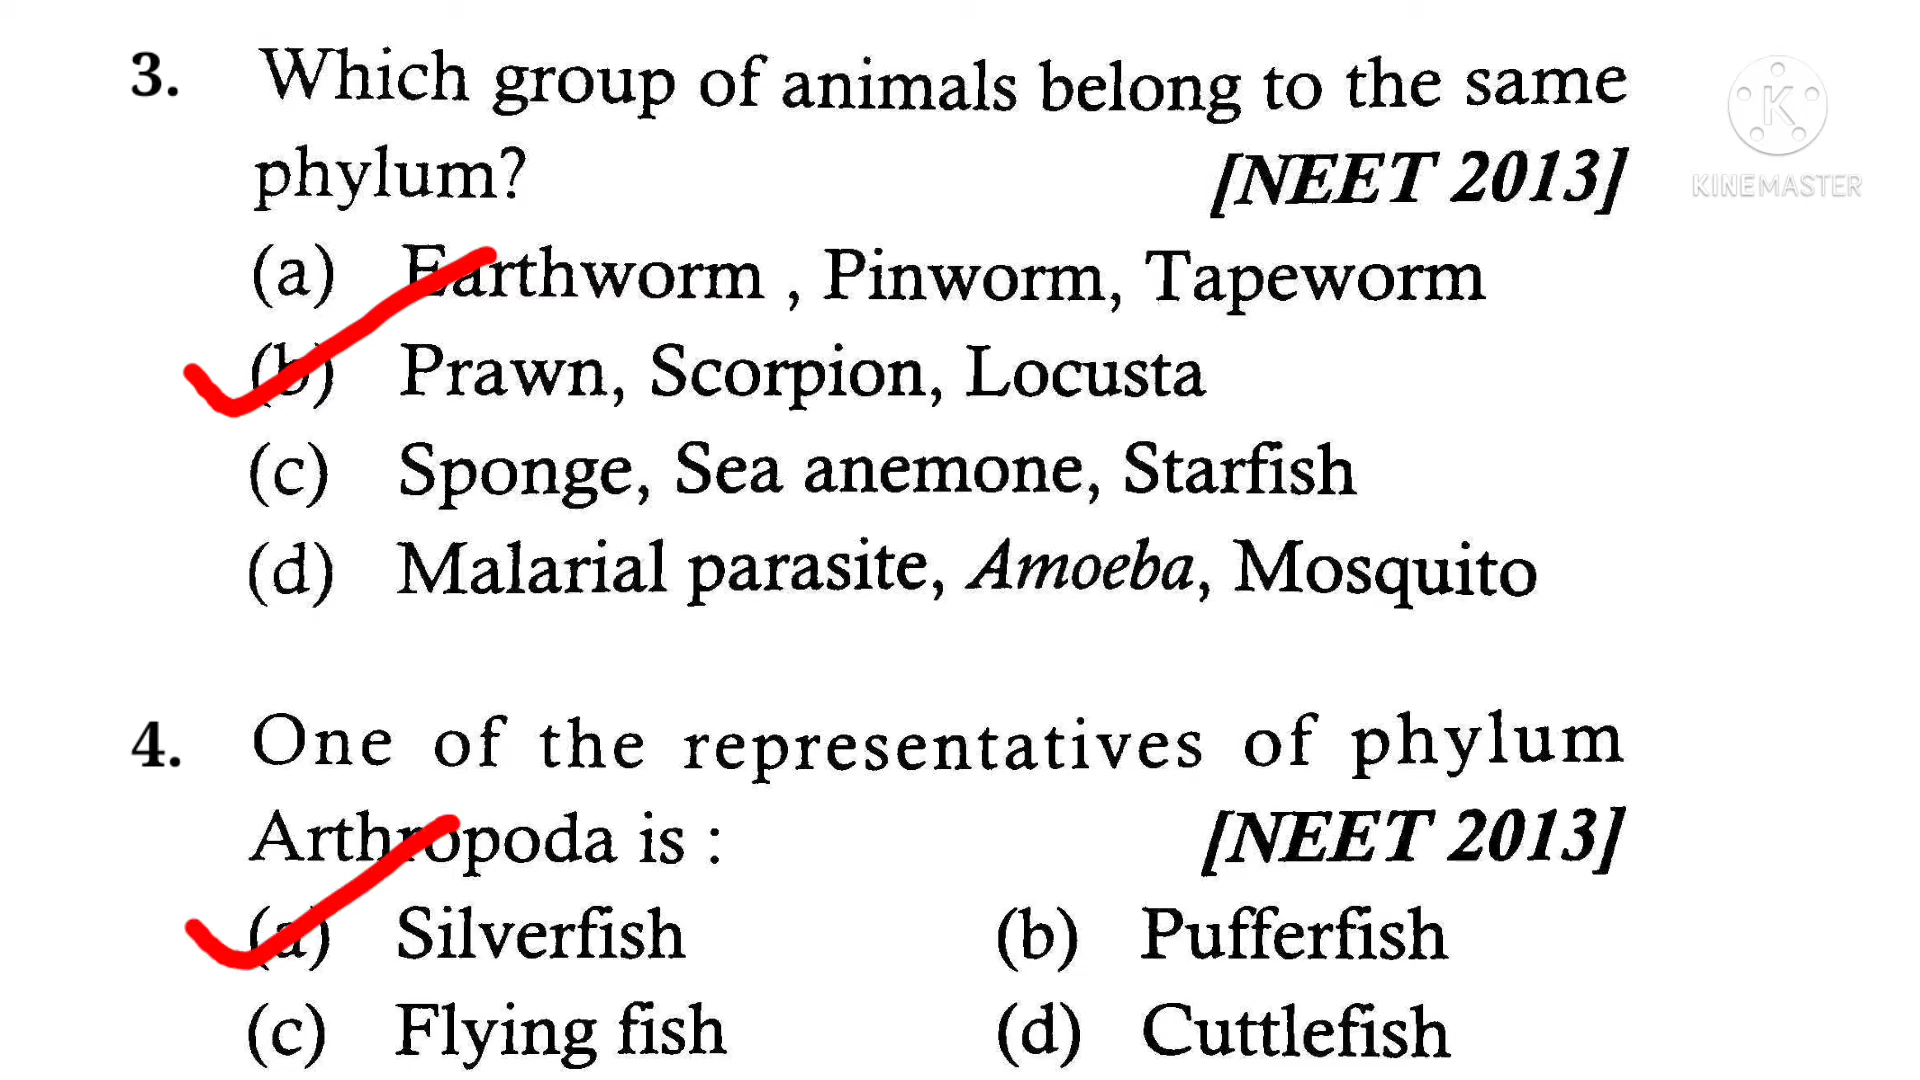 3. Which group of animals belong to the same
phylum? [NEET 2013]
(a) Earthworm , Pinworm, Tapeworm
(b) Prawn, Scorpion, Locusta
(c) Sponge, Sea anemone, Starfish
(d) Malarial parasite, Amoeba, Mosquito
4. One of the representatives of phylum
Arthropoda is : [NEET 2013]
(a) Silverfish (b) Pufferfish
(c) Flying fish (d) Cuttlefish
K
KINEMASTER